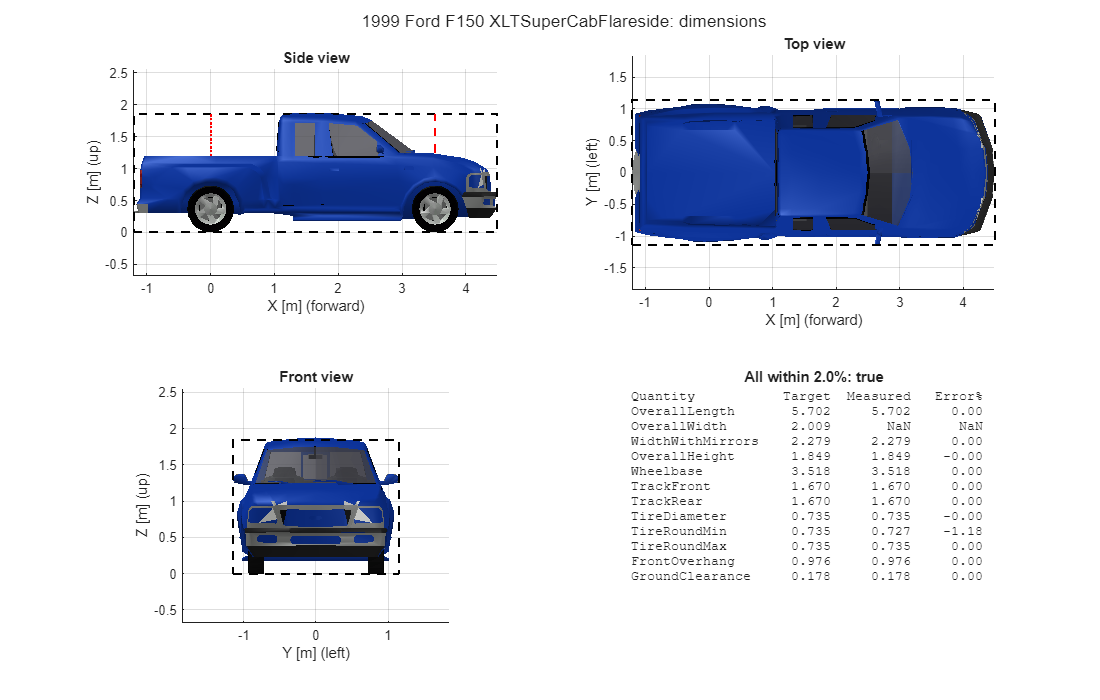 1999 Ford F150 XLTSuperCabFlareside: dimensions
Side view
2.5
2
1.5
1
0.5
0
-0.5
Z [m] (up)
-1 0 1 2 3 4
X [m] (forward)
Top view
1.5
1
0.5
0
-0.5
-1
-1.5
Y [m] (left)
-1 0 1 2 3 4
X [m] (forward)
Front view
2.5
2
1.5
1
0.5
0
-0.5
Z [m] (up)
-1 0 1
Y [m] (left)
All within 2.0%: true
Quantity Target Measured Error%
OverallLength 5.702 5.702 0.00
OverallWidth 2.009 NaN NaN
WidthWithMirrors 2.279 2.279 0.00
OverallHeight 1.849 1.849 -0.00
Wheelbase 3.518 3.518 0.00
TrackFront 1.670 1.670 0.00
TrackRear 1.670 1.670 0.00
TireDiameter 0.735 0.735 -0.00
TireRoundMin 0.735 0.727 -1.18
TireRoundMax 0.735 0.735 0.00
FrontOverhang 0.976 0.976 0.00
GroundClearance 0.178 0.178 0.00